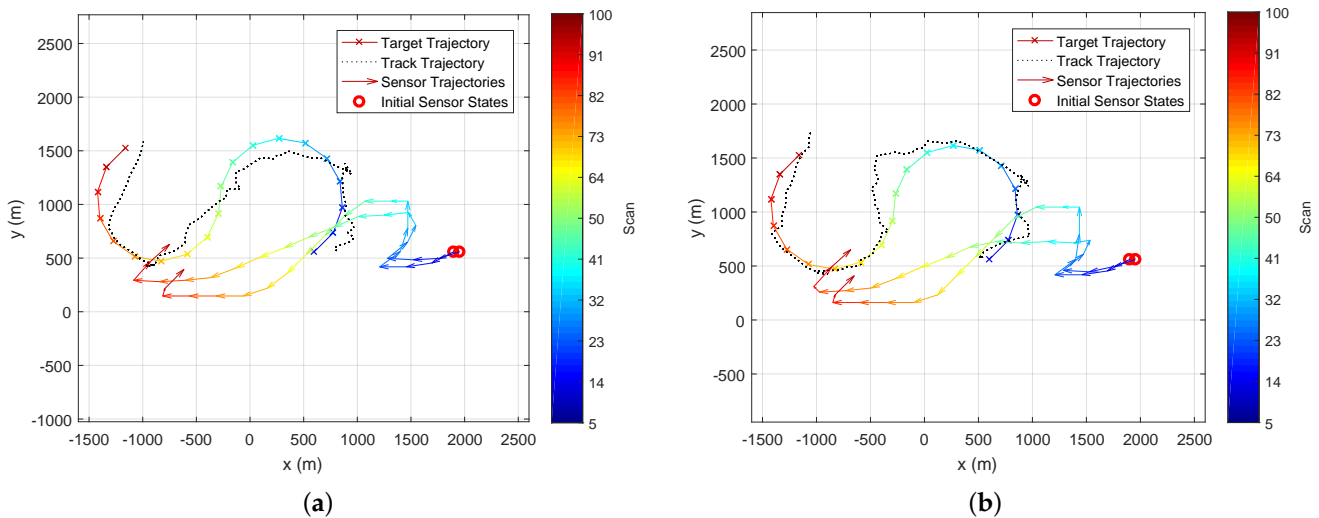 2500
2000
1500
1000
500
0
-500
-1000
-1500 -1000 -500 0 500 1000 1500 2000 2500
x (m)
y (m)
Target Trajectory
Track Trajectory
Sensor Trajectories
Initial Sensor States
100
91
82
73
61
50
41
32
23
14
5
Scan
(a)
2500
2000
1500
1000
500
0
-500
-1500 -1000 -500 0 500 1000 1500 2000 2500
x (m)
y (m)
Target Trajectory
Track Trajectory
Sensor Trajectories
Initial Sensor States
100
91
82
73
61
50
41
32
23
14
5
Scan
(b)